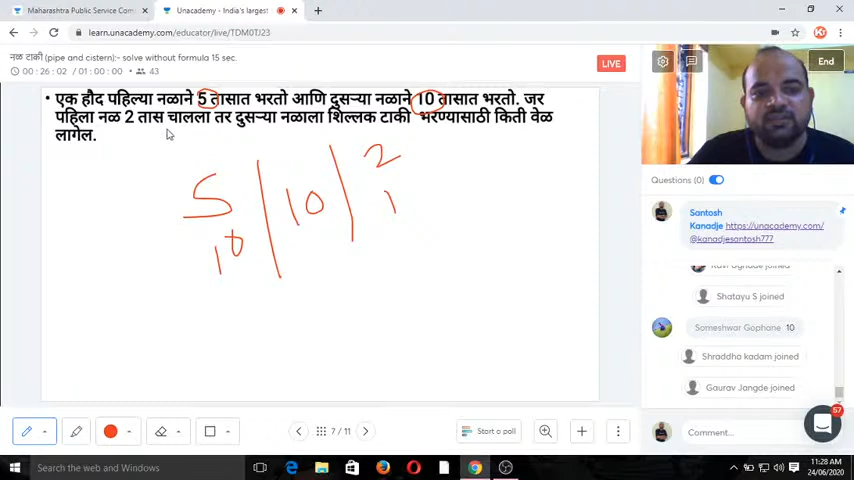 Maharashtra Public Service Com
Unacademy - India's largest
learn.unacademy.com/educator/live/TDM0TJ23
नळ टाकी (pipe and cistern):- solve without formula 15 sec.
00:26:02 / 01:00:00 • 43
LIVE
End
• एक हौद पहिल्या नळाने 5 तासात भरतो आणि दुसऱ्या नळाने 10 तासात भरतो. जर
पहिला नळ 2 तास चालला तर दुसऱ्या नळाला शिल्लक टाकी भरण्यासाठी किती वेळ
लागेल.
5 10 2
10 1
Questions (0)
Santosh
Kanadje https://unacademy.com/
@kanadjesantosh777
Shatayu S joined
Someshwar Gophane 10
Shraddha kadam joined
Gaurav Jangde joined
57
7 / 11
Start a poll
Comment...
Search the web and Windows
11:28 AM
24/06/2020